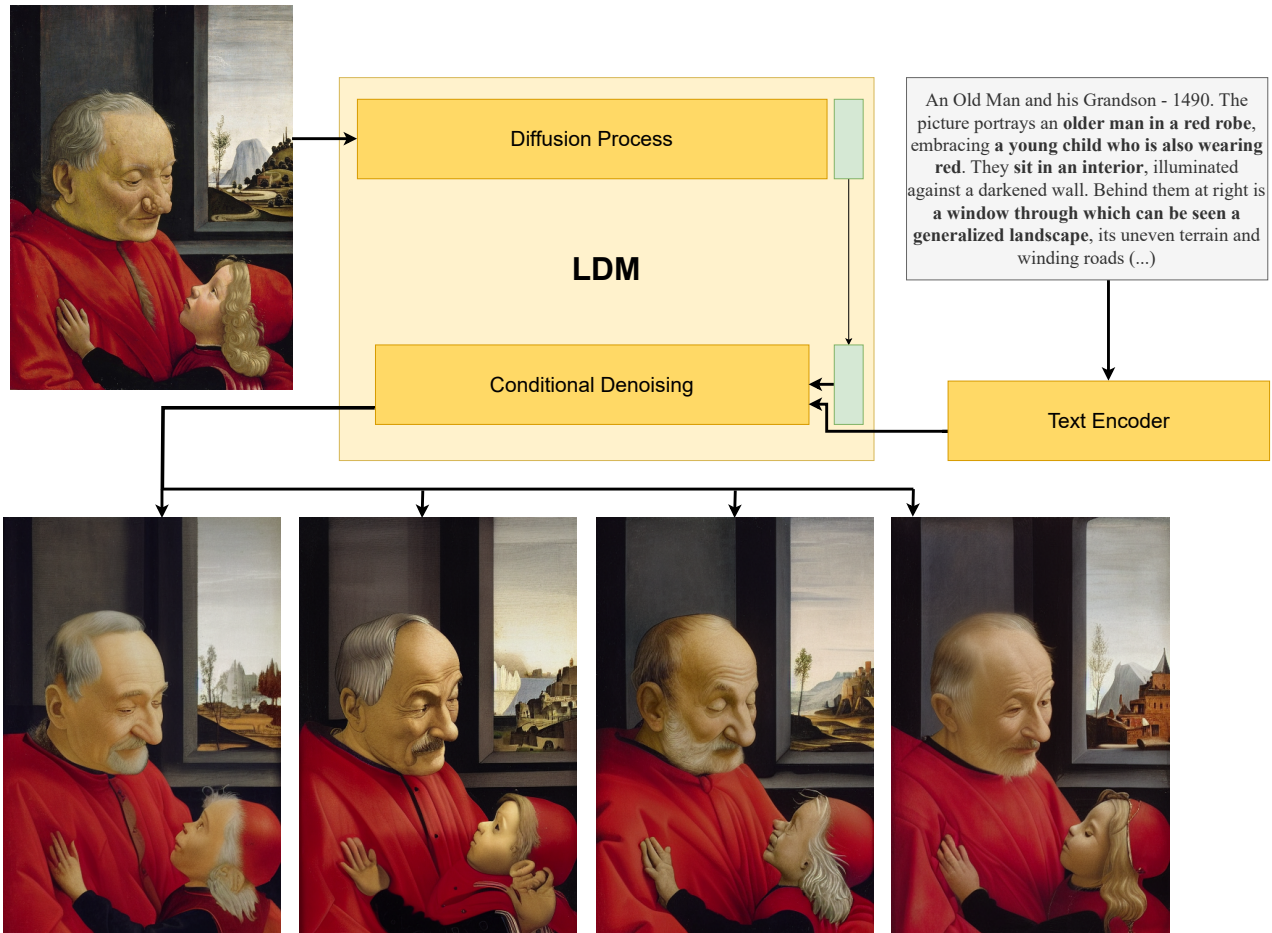 Diffusion Process
An Old Man and his Grandson - 1490. The
picture portrays an older man in a red robe,
embracing a young child who is also wearing
red. They sit in an interior, illuminated
against a darkened wall. Behind them at right is
a window through which can be seen a
generalized landscape, its uneven terrain and
winding roads (...)
LDM
Conditional Denoising
Text Encoder